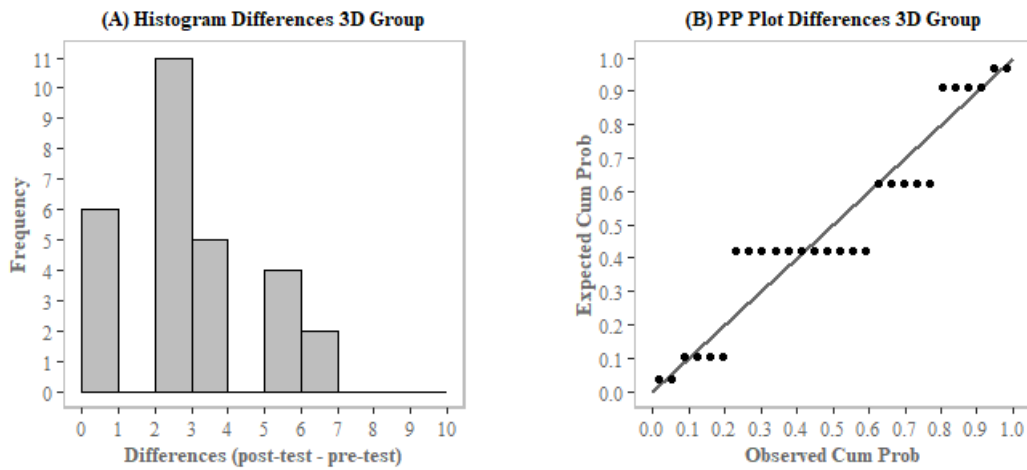 (A) Histogram Differences 3D Group
11
10
9
8
7
6
5
4
3
2
1
0
Frequency
0 1 2 3 4 5 6 7 8 9 10
Differences (post-test - pre-test)
(B) PP Plot Differences 3D Group
1.0
0.9
0.8
0.7
0.6
0.5
0.4
0.3
0.2
0.1
0.0
Expected Cum Prob
0.0 0.1 0.2 0.3 0.4 0.5 0.6 0.7 0.8 0.9 1.0
Observed Cum Prob